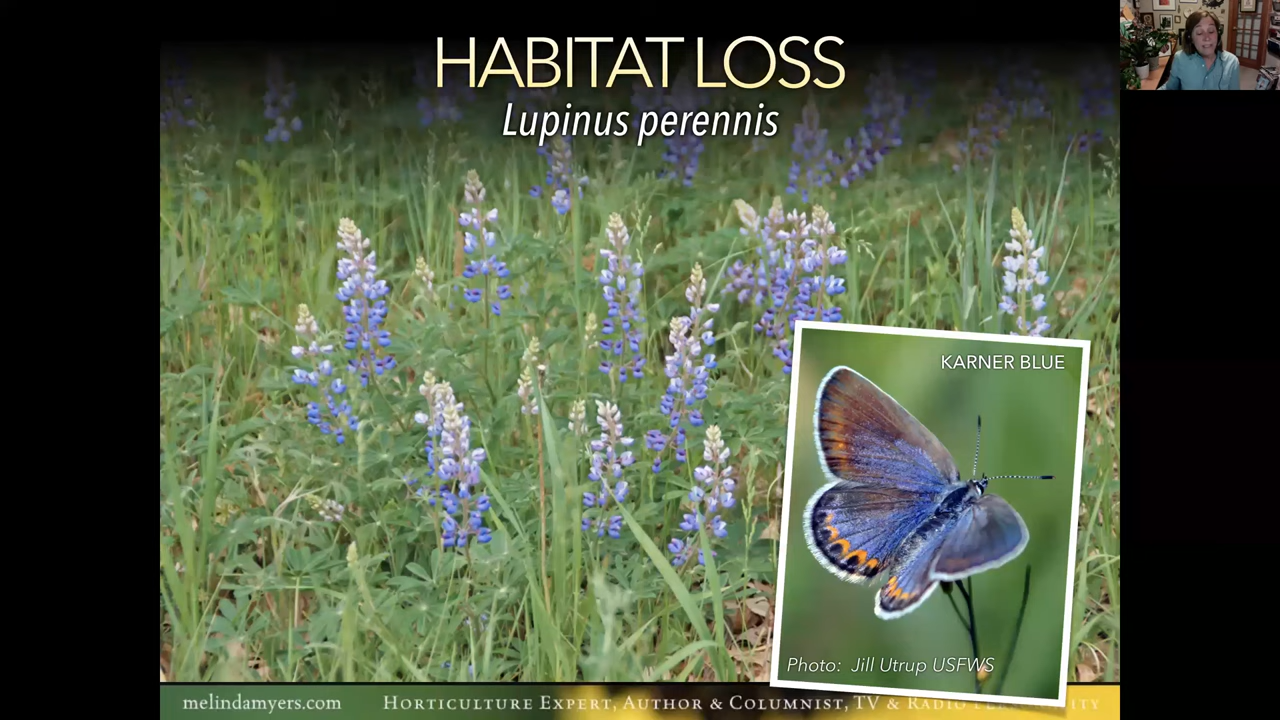 HABITAT LOSS
Lupinus perennis
KARNER BLUE
Photo: Jill Utrup USFWS
melindamyers.com
HORTICULTURE EXPERT, AUTHOR & COLUMNIST, TV & RADIO